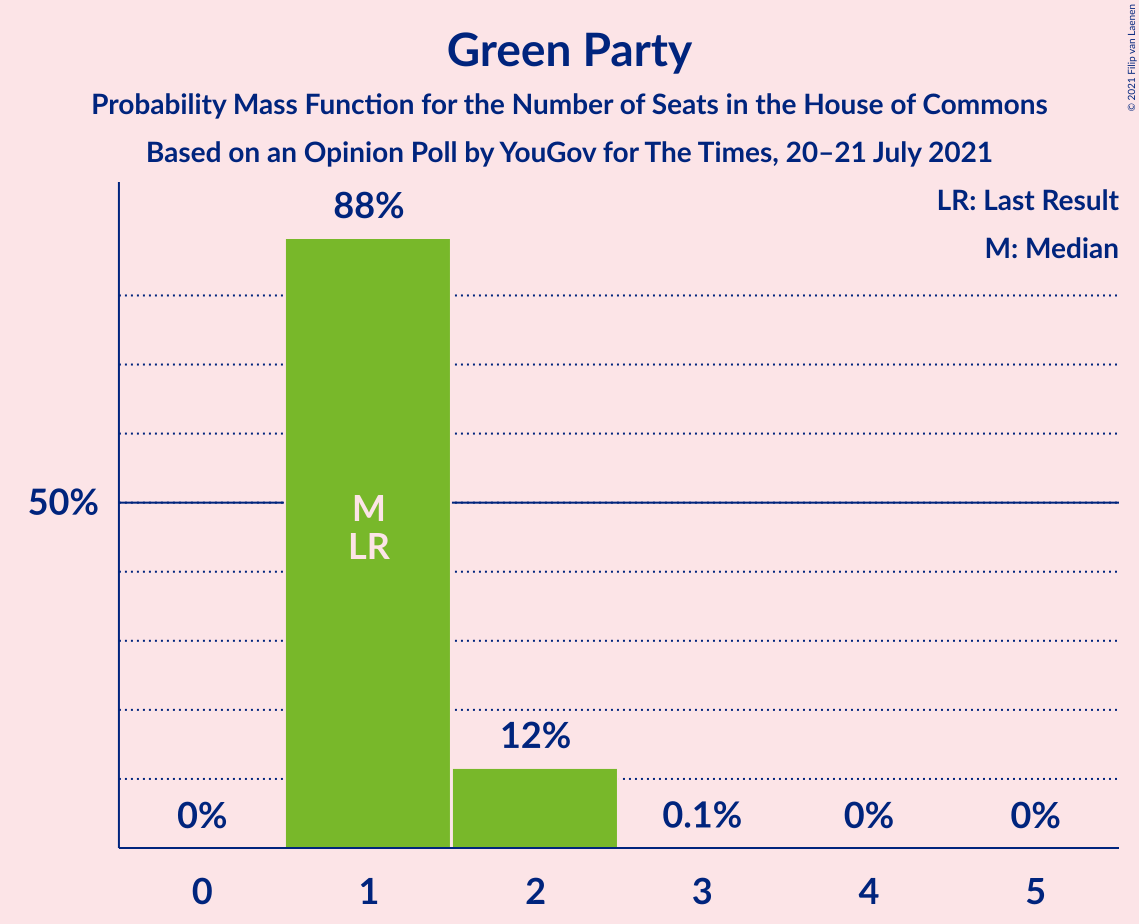 Green Party
Probability Mass Function for the Number of Seats in the House of Commons
Based on an Opinion Poll by YouGov for The Times, 20–21 July 2021
© 2021 Filip van Laenen
LR: Last Result
M: Median
88%
50%
M
LR
12%
0%
0.1%
0%
0%
0
1
2
3
4
5